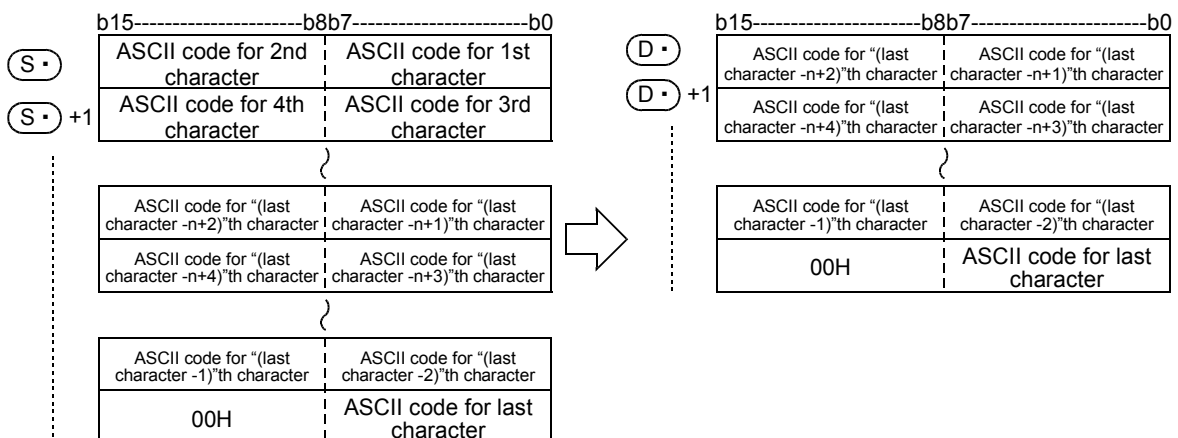 b15----------------------b8b7-----------------------b0
S・
ASCII code for 2nd
character
ASCII code for 1st
character
S・ +1
ASCII code for 4th
character
ASCII code for 3rd
character
ASCII code for “(last
character -n+2)”th character
ASCII code for “(last
character -n+1)”th character
ASCII code for “(last
character -n+4)”th character
ASCII code for “(last
character -n+3)”th character
ASCII code for “(last
character -1)”th character
ASCII code for “(last
character -2)”th character
00H
ASCII code for last
character
b15----------------------b8b7-----------------------b0
D・
ASCII code for “(last
character -n+2)”th character
ASCII code for “(last
character -n+1)”th character
D・ +1
ASCII code for “(last
character -n+4)”th character
ASCII code for “(last
character -n+3)”th character
ASCII code for “(last
character -1)”th character
ASCII code for “(last
character -2)”th character
00H
ASCII code for last
character